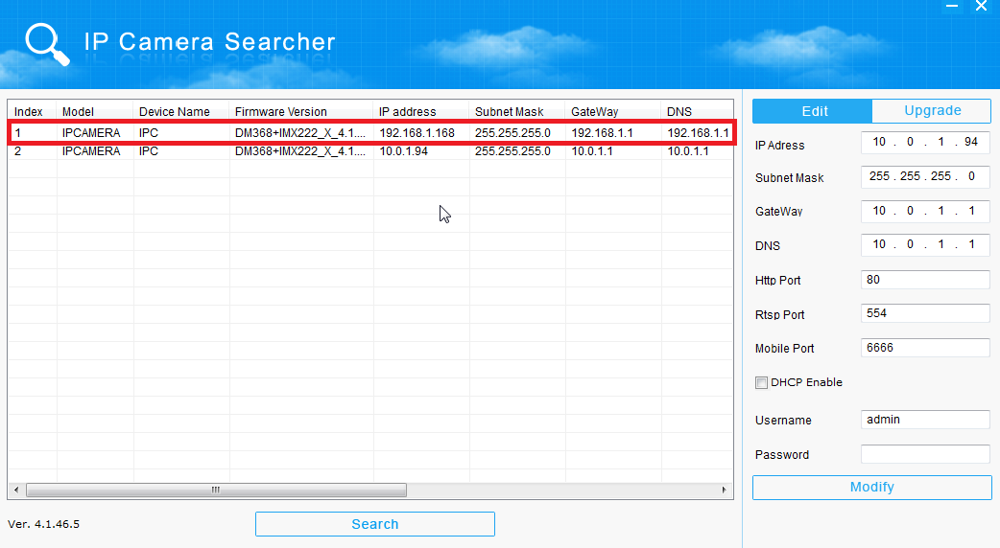 IP Camera Searcher
Index Model Device Name Firmware Version IP address Subnet Mask GateWay DNS
1 IPCAMERA IPC DM368+IMX222_X_4.1.... 192.168.1.168 255.255.255.0 192.168.1.1 192.168.1.1
2 IPCAMERA IPC DM368+IMX222_X_4.1.... 10.0.1.94 255.255.255.0 10.0.1.1 10.0.1.1
Ver. 4.1.46.5
Search
Edit Upgrade
IP Adress 10 . 0 . 1 . 94
Subnet Mask 255 . 255 . 255 . 0
GateWay 10 . 0 . 1 . 1
DNS 10 . 0 . 1 . 1
Http Port 80
Rtsp Port 554
Mobile Port 6666
DHCP Enable
Username admin
Password
Modify